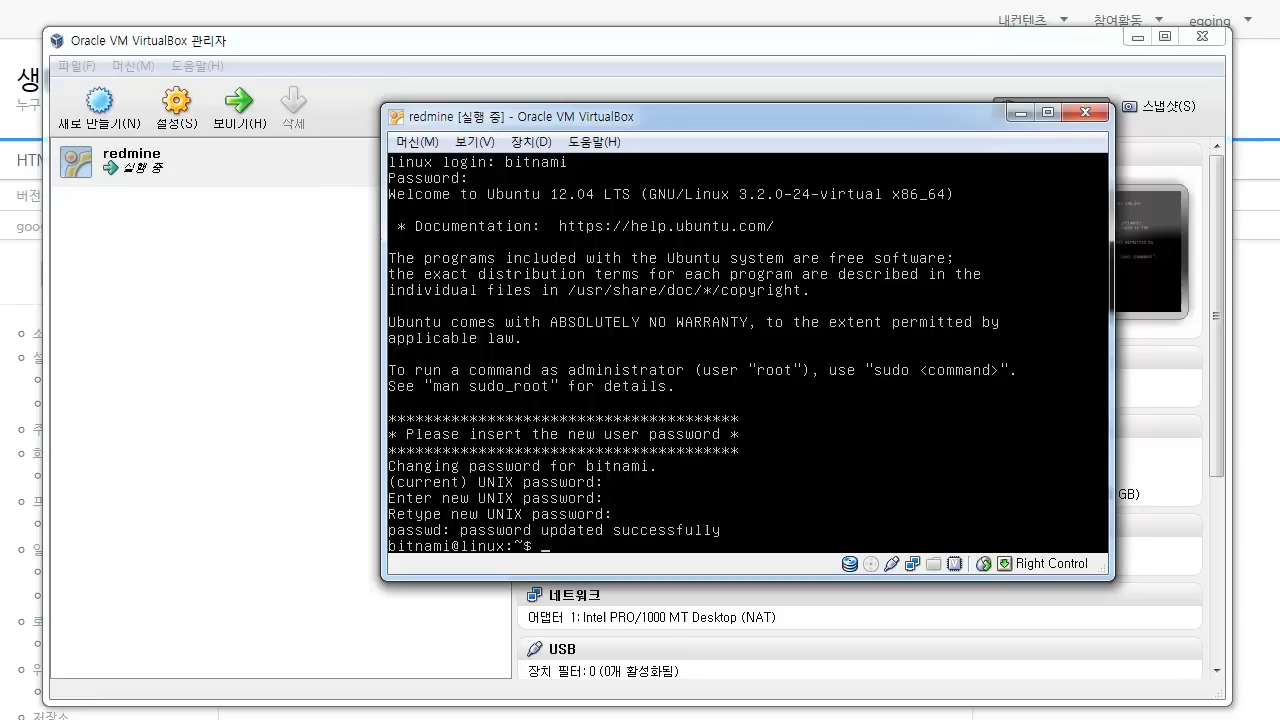 내컨텐츠 참여활동 egoing
Oracle VM VirtualBox 관리자
파일(F) 머신(M) 도움말(H)
생
누구
새로 만들기(N) 설정(S) 보이기(H) 삭제
스냅샷(S)
redmine
실행 중
버전
goo
redmine [실행 중] - Oracle VM VirtualBox
머신(M) 보기(V) 장치(D) 도움말(H)
linux login: bitnami
Password:
Welcome to Ubuntu 12.04 LTS (GNU/Linux 3.2.0-24-virtual x86_64)
* Documentation: https://help.ubuntu.com/
The programs included with the Ubuntu system are free software;
the exact distribution terms for each program are described in the
individual files in /usr/share/doc/*/copyright.
Ubuntu comes with ABSOLUTELY NO WARRANTY, to the extent permitted by
applicable law.
To run a command as administrator (user "root"), use "sudo <command>".
See "man sudo_root" for details.
***************************************
* Please insert the new user password *
***************************************
Changing password for bitnami.
(current) UNIX password:
Enter new UNIX password:
Retype new UNIX password:
passwd: password updated successfully
bitnami@linux:~$ _
Right Control
GB)
네트워크
어댑터 1: Intel PRO/1000 MT Desktop (NAT)
USB
장치 필터: 0 (0개 활성화됨)
저장소